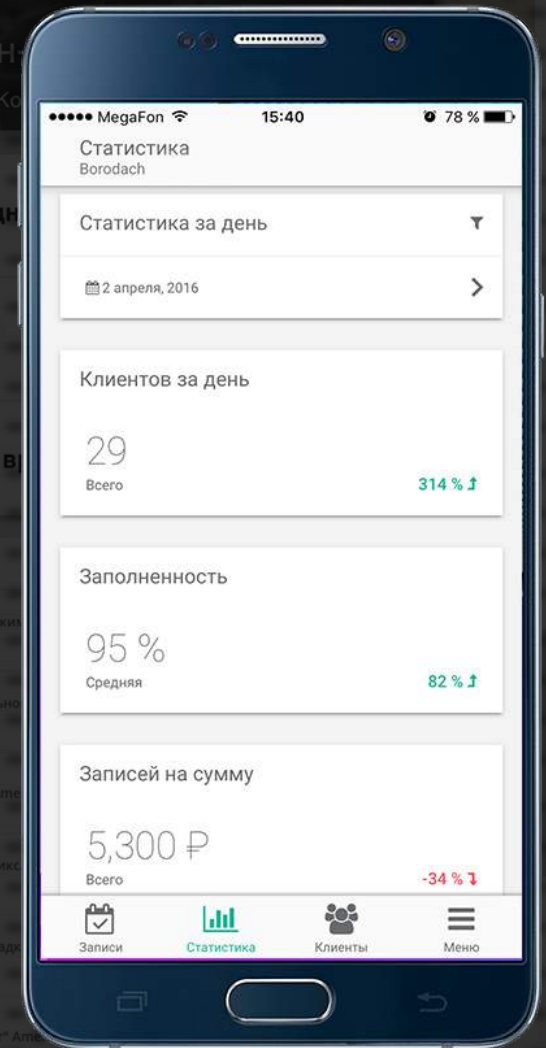 MegaFon 15:40 78 %
Статистика
Borodach
Статистика за день
2 апреля, 2016
Клиентов за день
29
Всего 314 %
Заполненность
95 %
Средняя 82 %
Записей на сумму
5,300 ₽
Всего -34 %
Записи Статистика Клиенты Меню